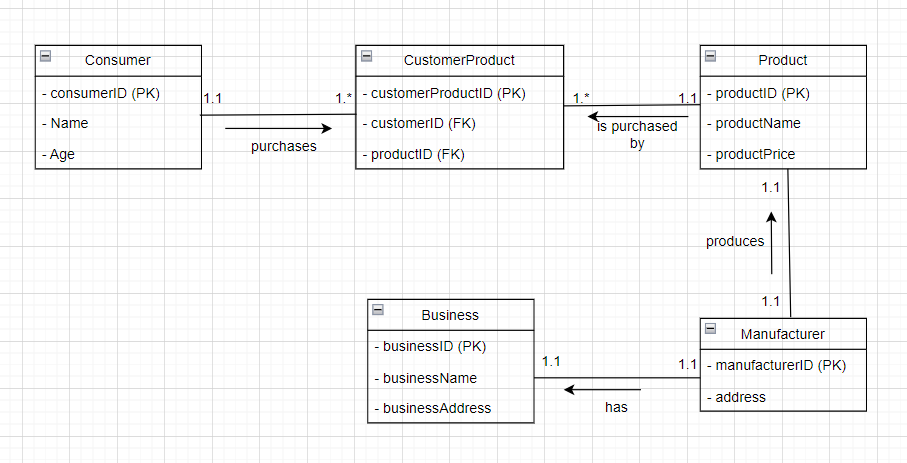 Consumer
- consumerID (PK)
- Name
- Age
1.1
1.*
purchases
CustomerProduct
- customerProductID (PK)
- customerID (FK)
- productID (FK)
1.*
1.1
is purchased
by
Product
- productID (PK)
- productName
- productPrice
1.1
produces
1.1
Business
- businessID (PK)
- businessName
- businessAddress
1.1
1.1
has
Manufacturer
- manufacturerID (PK)
- address